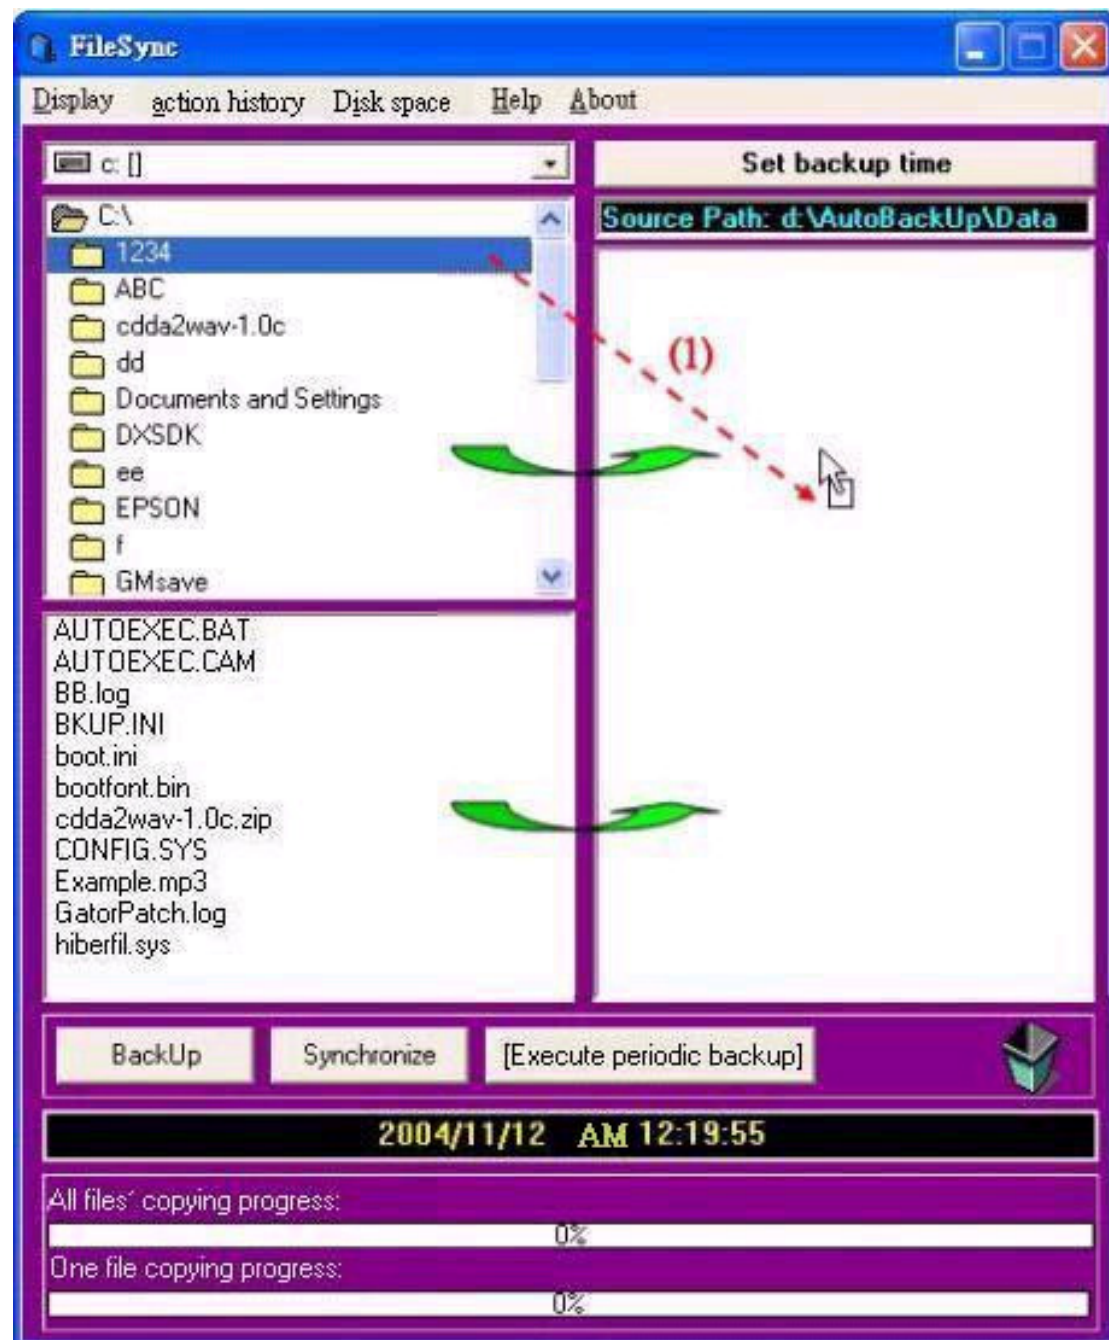 FileSync
Display action history Disk space Help About
c: []
Set backup time
C:\
1234
ABC
cdda2wav-1.0c
dd
Documents and Settings
DXSDK
ee
EPSON
f
GMsave
Source Path: d:\AutoBackUp\Data
(1)
AUTOEXEC.BAT
AUTOEXEC.CAM
BB.log
BKUP.INI
boot.ini
bootfont.bin
cdda2wav-1.0c.zip
CONFIG.SYS
Example.mp3
GatorPatch.log
hiberfil.sys
BackUp Synchronize [Execute periodic backup]
2004/11/12 AM 12:19:55
All files' copying progress:
0%
One file copying progress:
0%